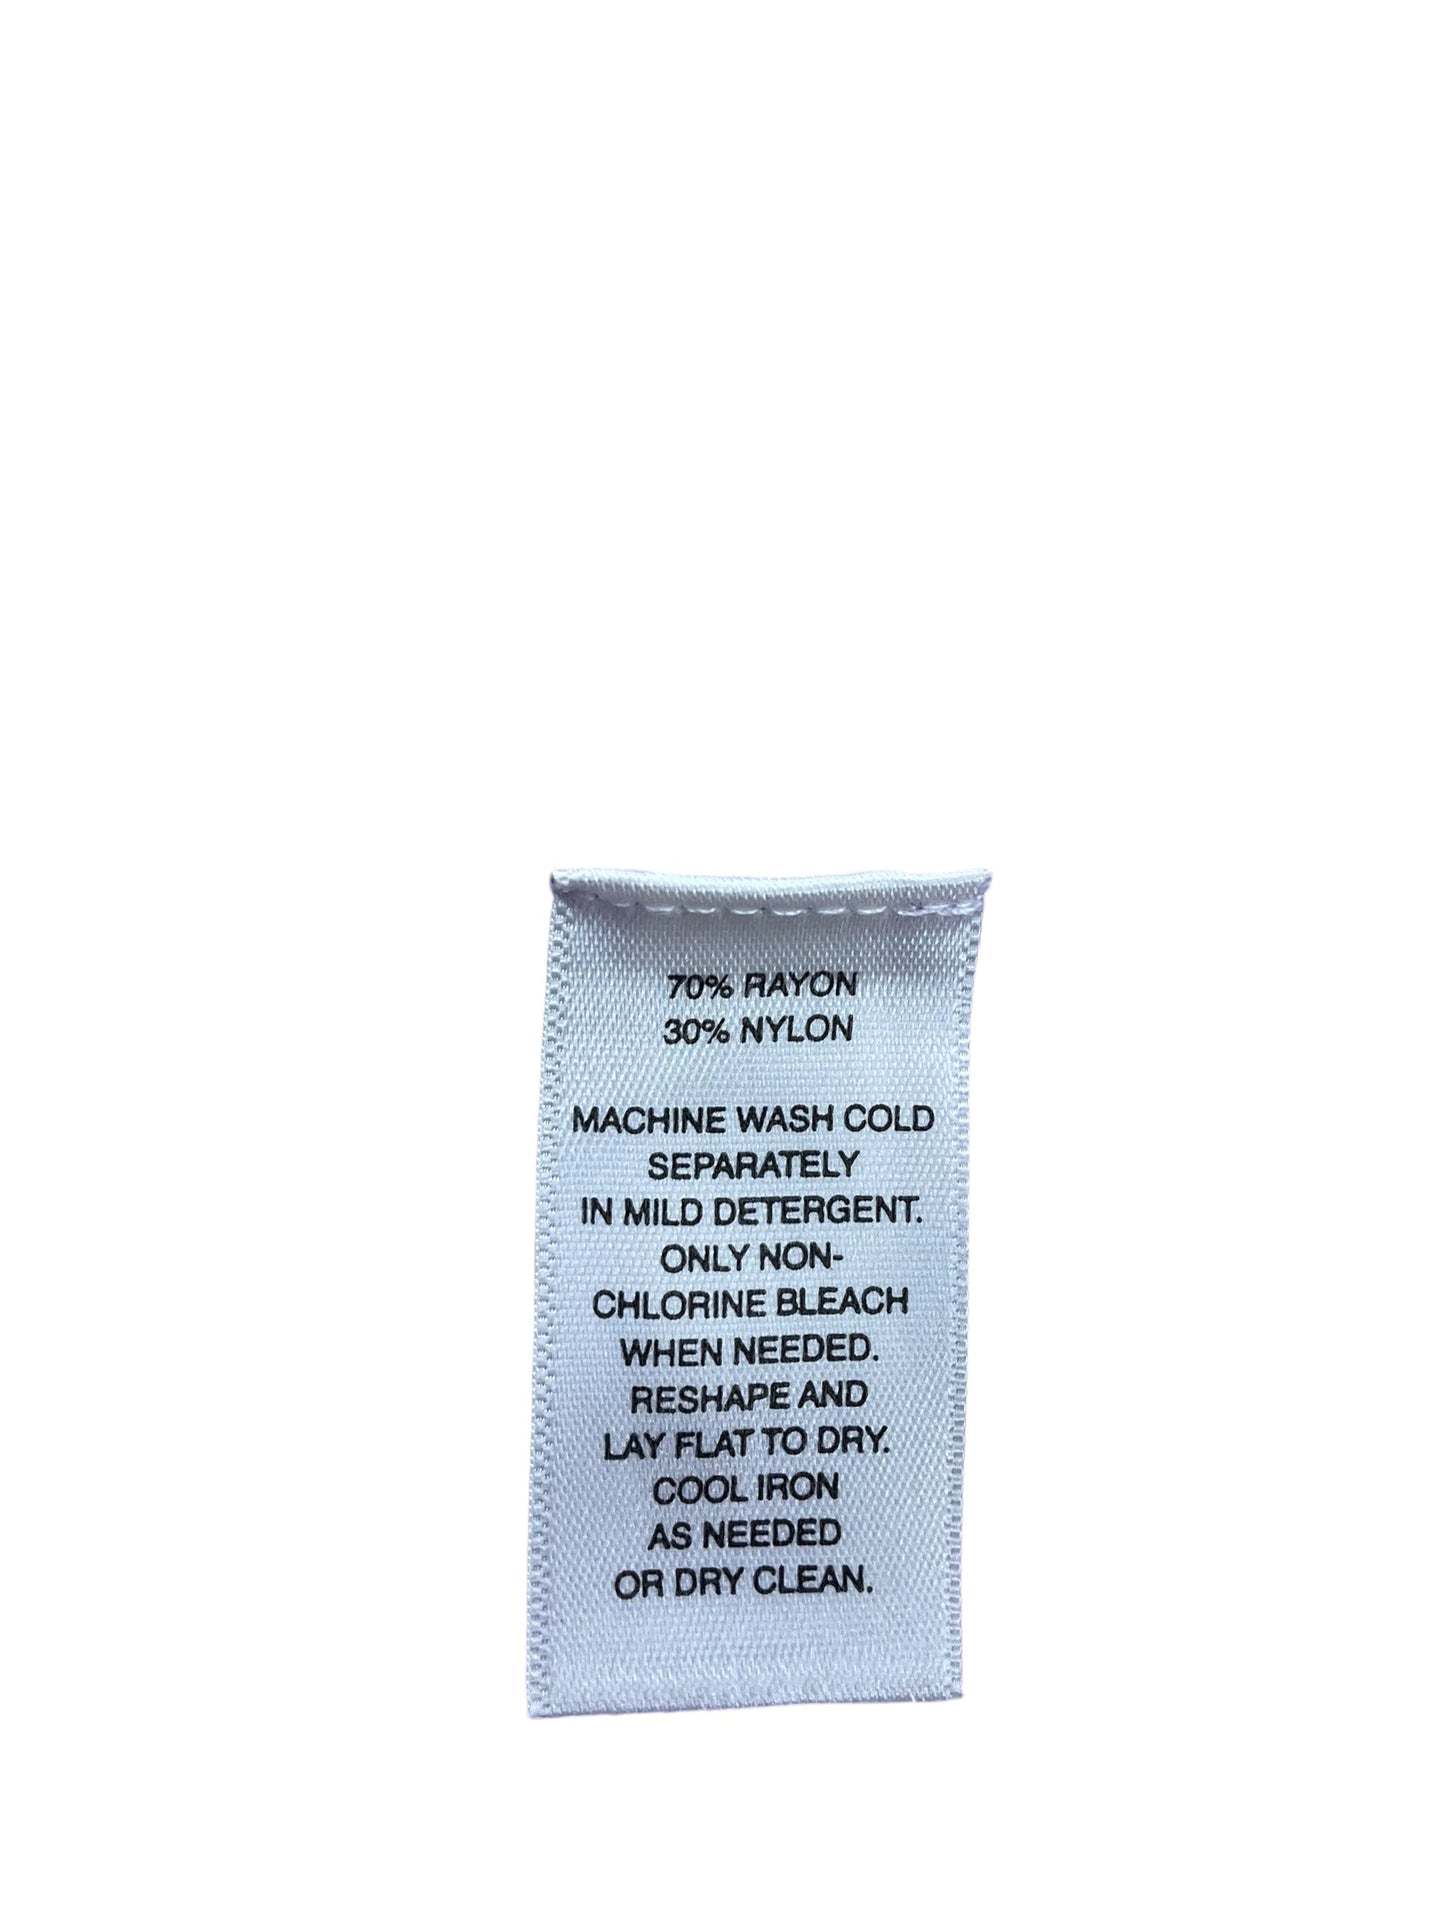 70% RAYON
30% NYLON
MACHINE WASH COLD
SEPARATELY
IN MILD DETERGENT.
ONLY NON-
CHLORINE BLEACH
WHEN NEEDED.
RESHAPE AND
LAY FLAT TO DRY.
COOL IRON
AS NEEDED
OR DRY CLEAN.